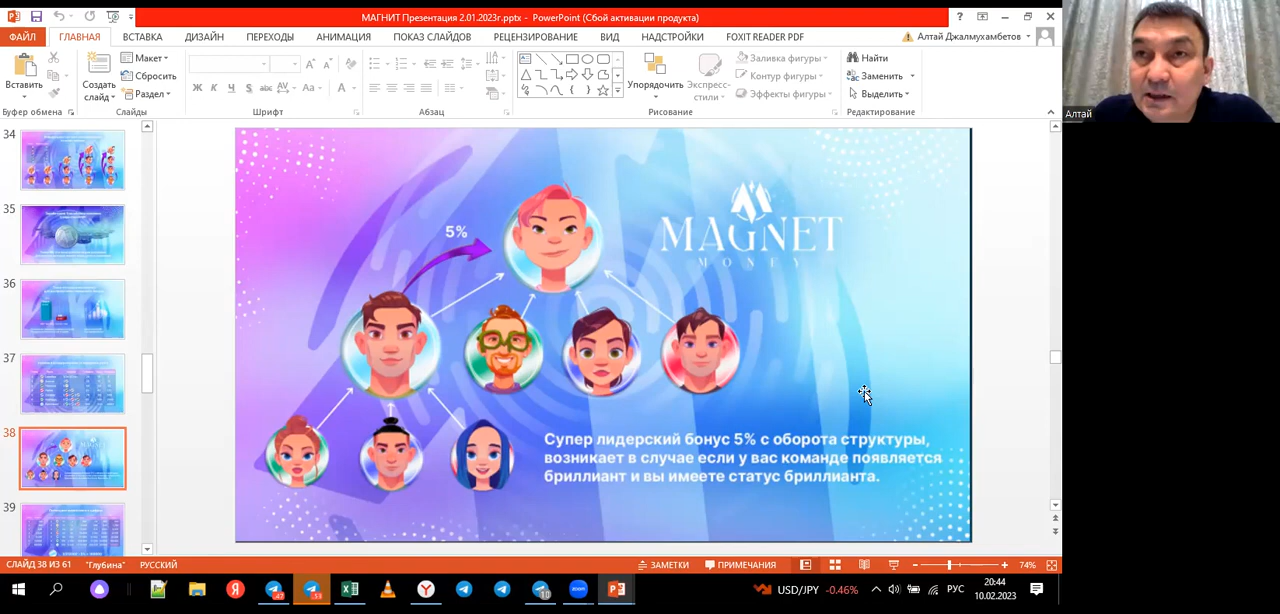 МАГНИТ Презентация 2.01.2023г.pptx - PowerPoint (Сбой активации продукта)
ФАЙЛ ГЛАВНАЯ ВСТАВКА ДИЗАЙН ПЕРЕХОДЫ АНИМАЦИЯ ПОКАЗ СЛАЙДОВ РЕЦЕНЗИРОВАНИЕ ВИД НАДСТРОЙКИ FOXIT READER PDF Алтай Джалмухамбетов
Вставить
Создать слайд
Макет
Сбросить
Раздел
Ж К Ч S abc AV Aa А
Упорядочить
Экспресс-стили
Заливка фигуры
Контур фигуры
Эффекты фигуры
Найти
Заменить
Выделить
Буфер обмена Слайды Шрифт Абзац Рисование Редактирование
Алтай
34
35
36
37
38
39
5%
MAGNET
MONEY
Супер лидерский бонус 5% с оборота структуры,
возникает в случае если у вас команде появляется
бриллиант и вы имеете статус бриллианта.
СЛАЙД 38 ИЗ 61 "Глубина" РУССКИЙ ЗАМЕТКИ ПРИМЕЧАНИЯ 74%
USD/JPY -0.46% РУС 20:44
10.02.2023